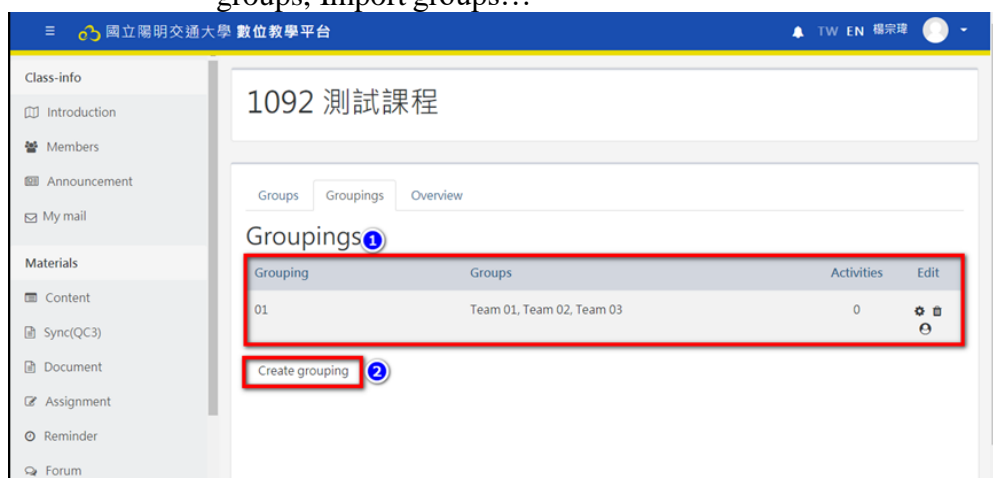 groups, Import groups…
國立陽明交通大學 數位教學平台
TW EN 楊宗瑋
Class-info
Introduction
Members
Announcement
My mail
Materials
Content
Sync(QC3)
Document
Assignment
Reminder
Forum
1092 測試課程
Groups Groupings Overview
Groupings 1
Grouping Groups Activities Edit
01 Team 01, Team 02, Team 03 0
Create grouping 2